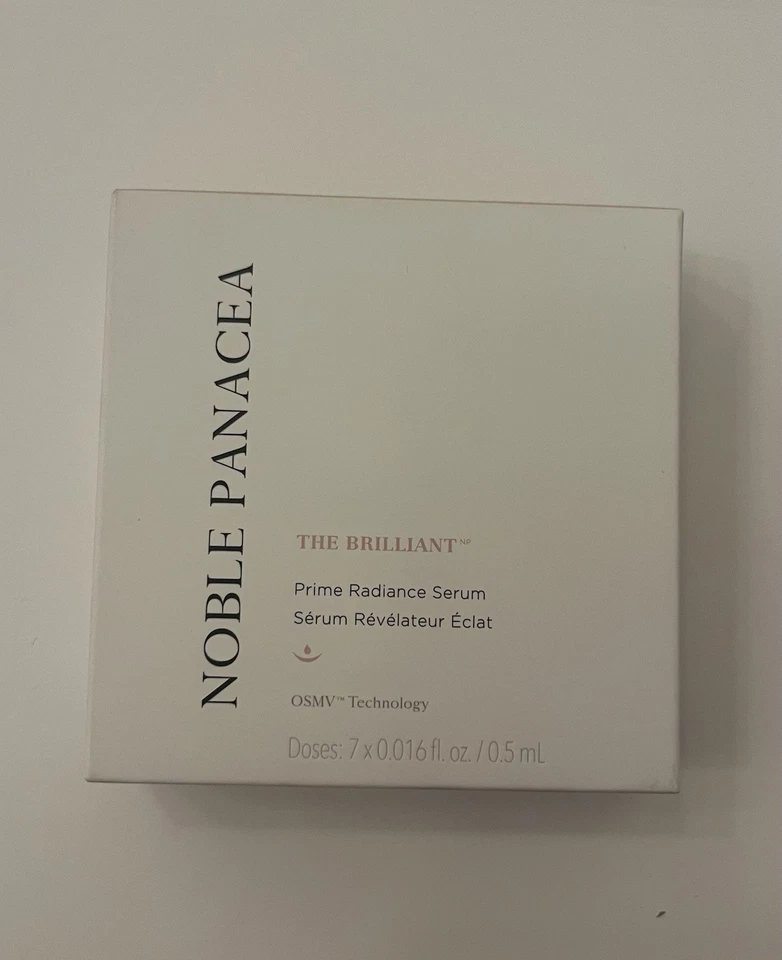 NOBLE PANACEA
THE BRILLIANT NP
Prime Radiance Serum
Sérum Révélateur Éclat
OSMV™ Technology
Doses: 7 x 0.016 fl. oz. / 0.5 mL